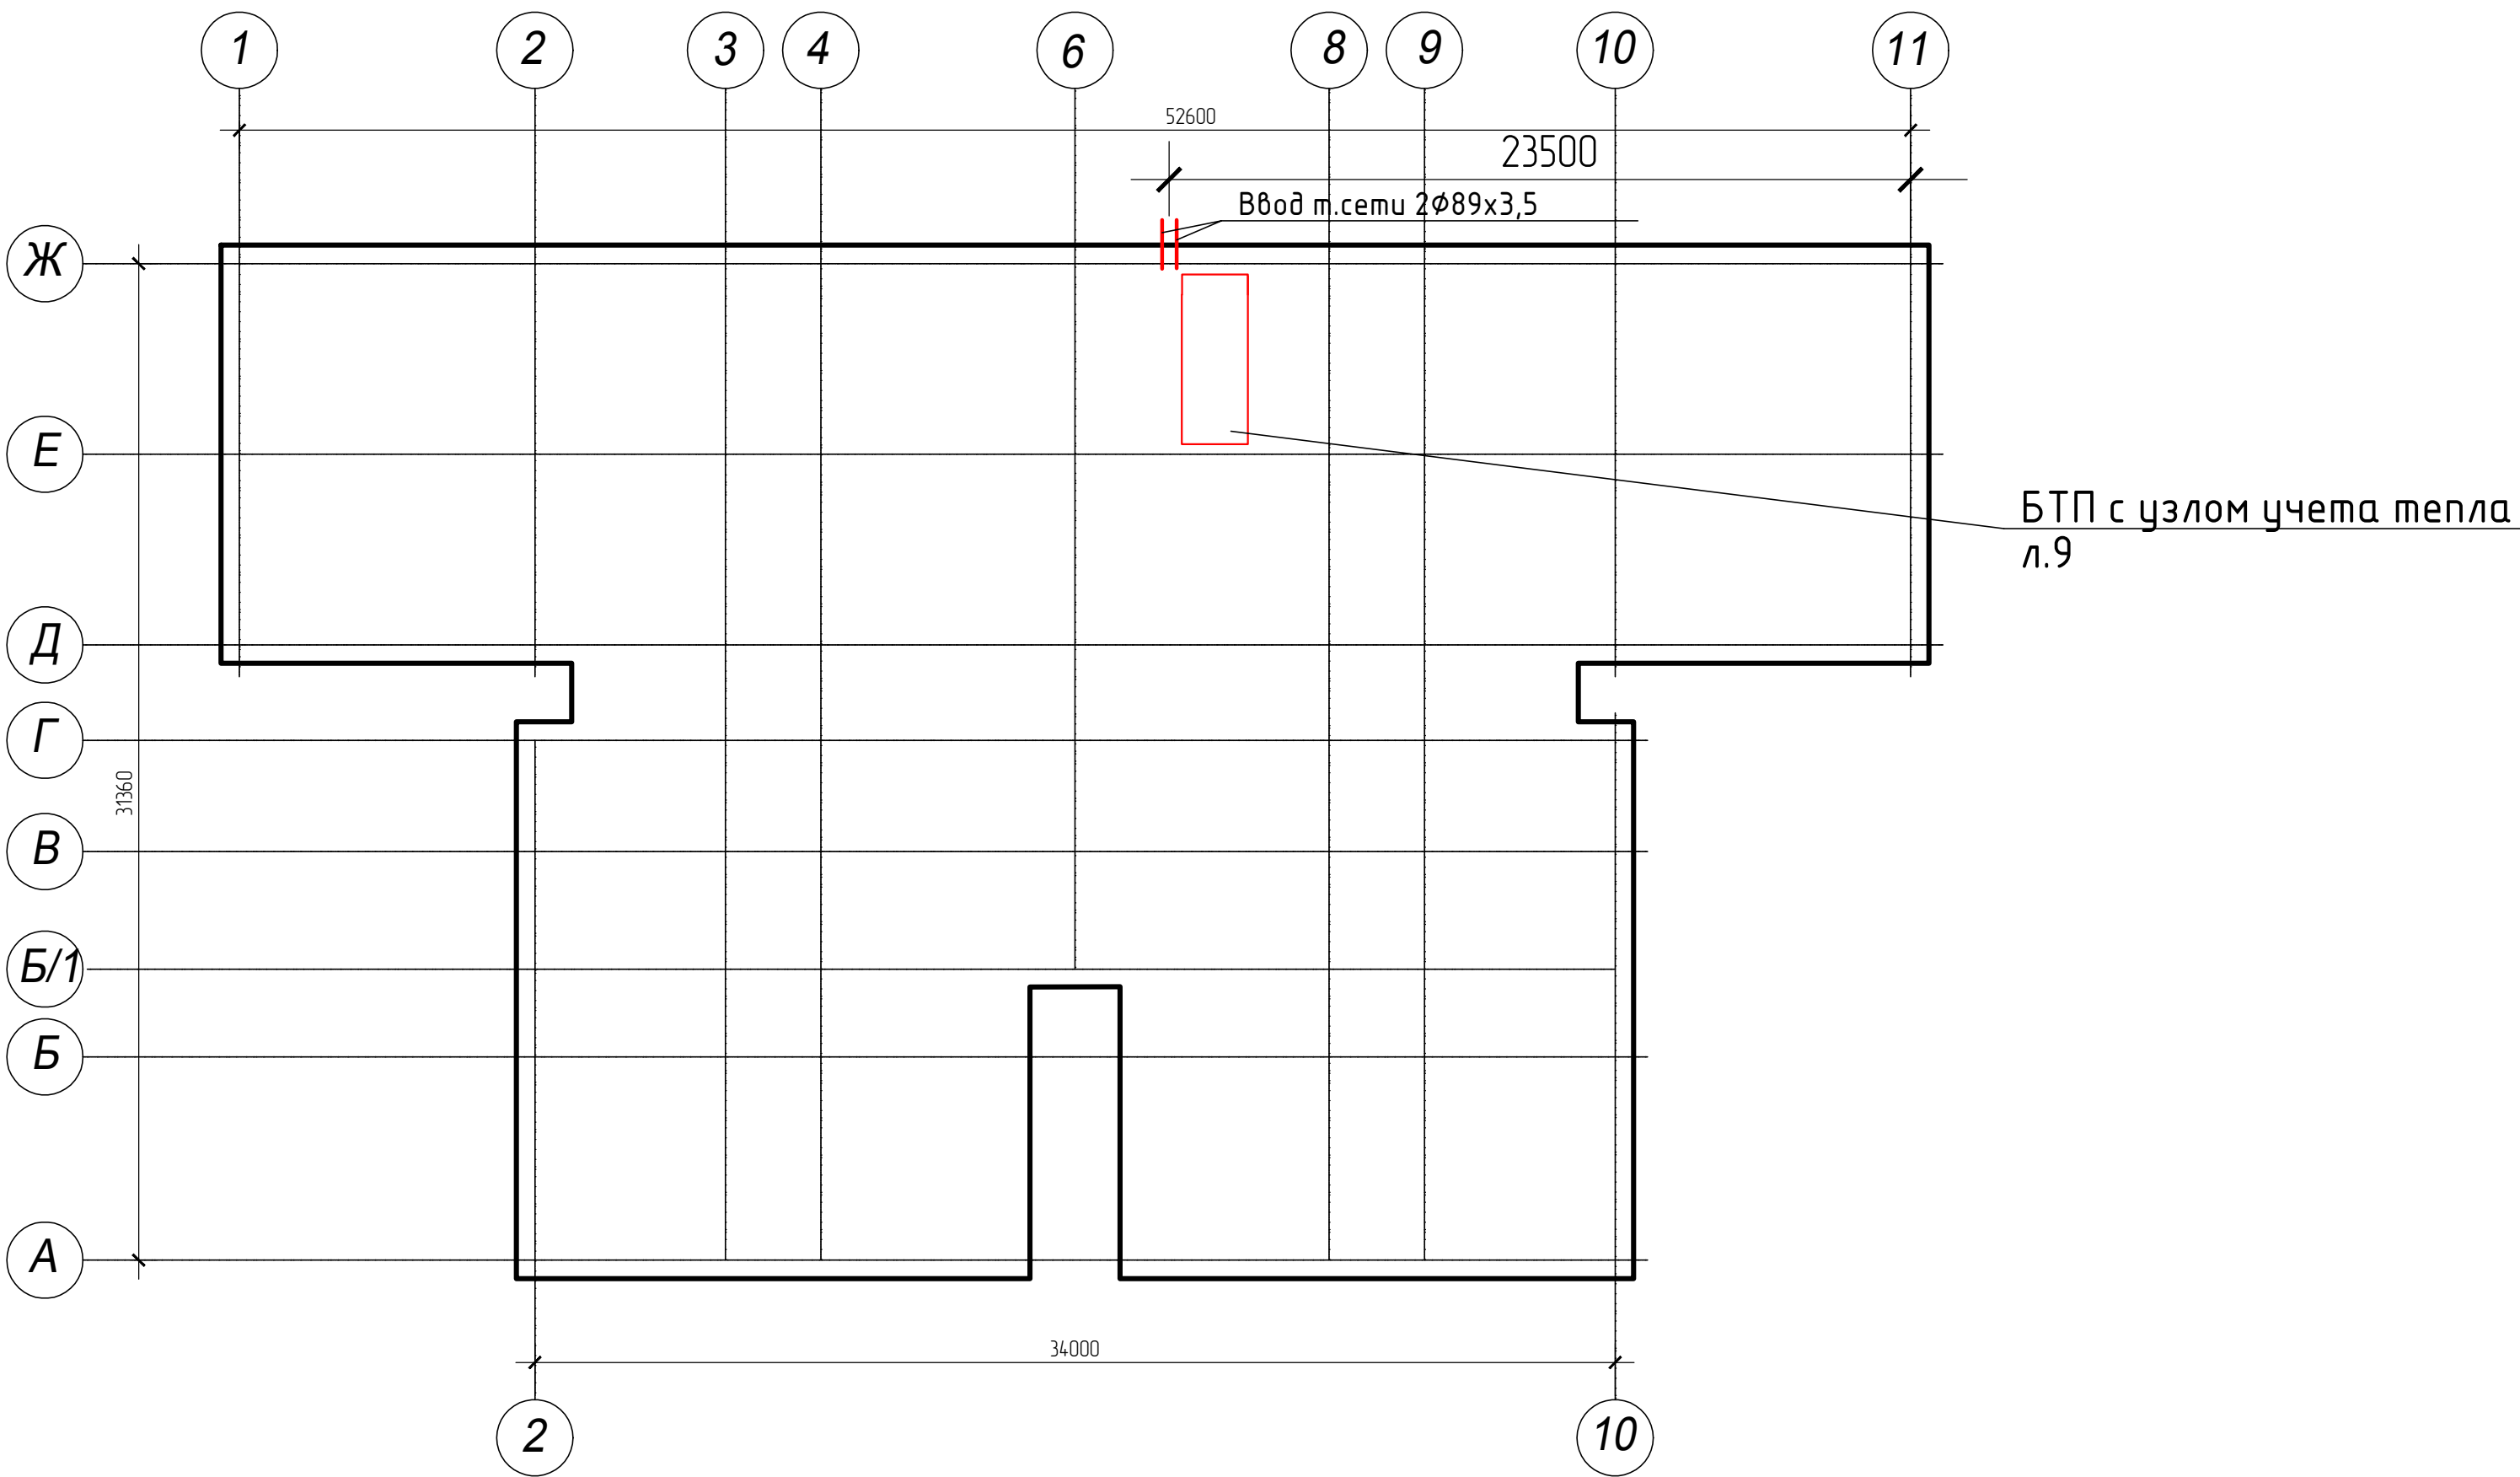 1 2 3 4 6 8 9 10 11
52600
23500
Ввод т.сети 2φ89х3,5
Ж
Е
БТП с узлом учета тепла
л.9
Д
Г
31360
В
Б/1
Б
А
34000
2 10